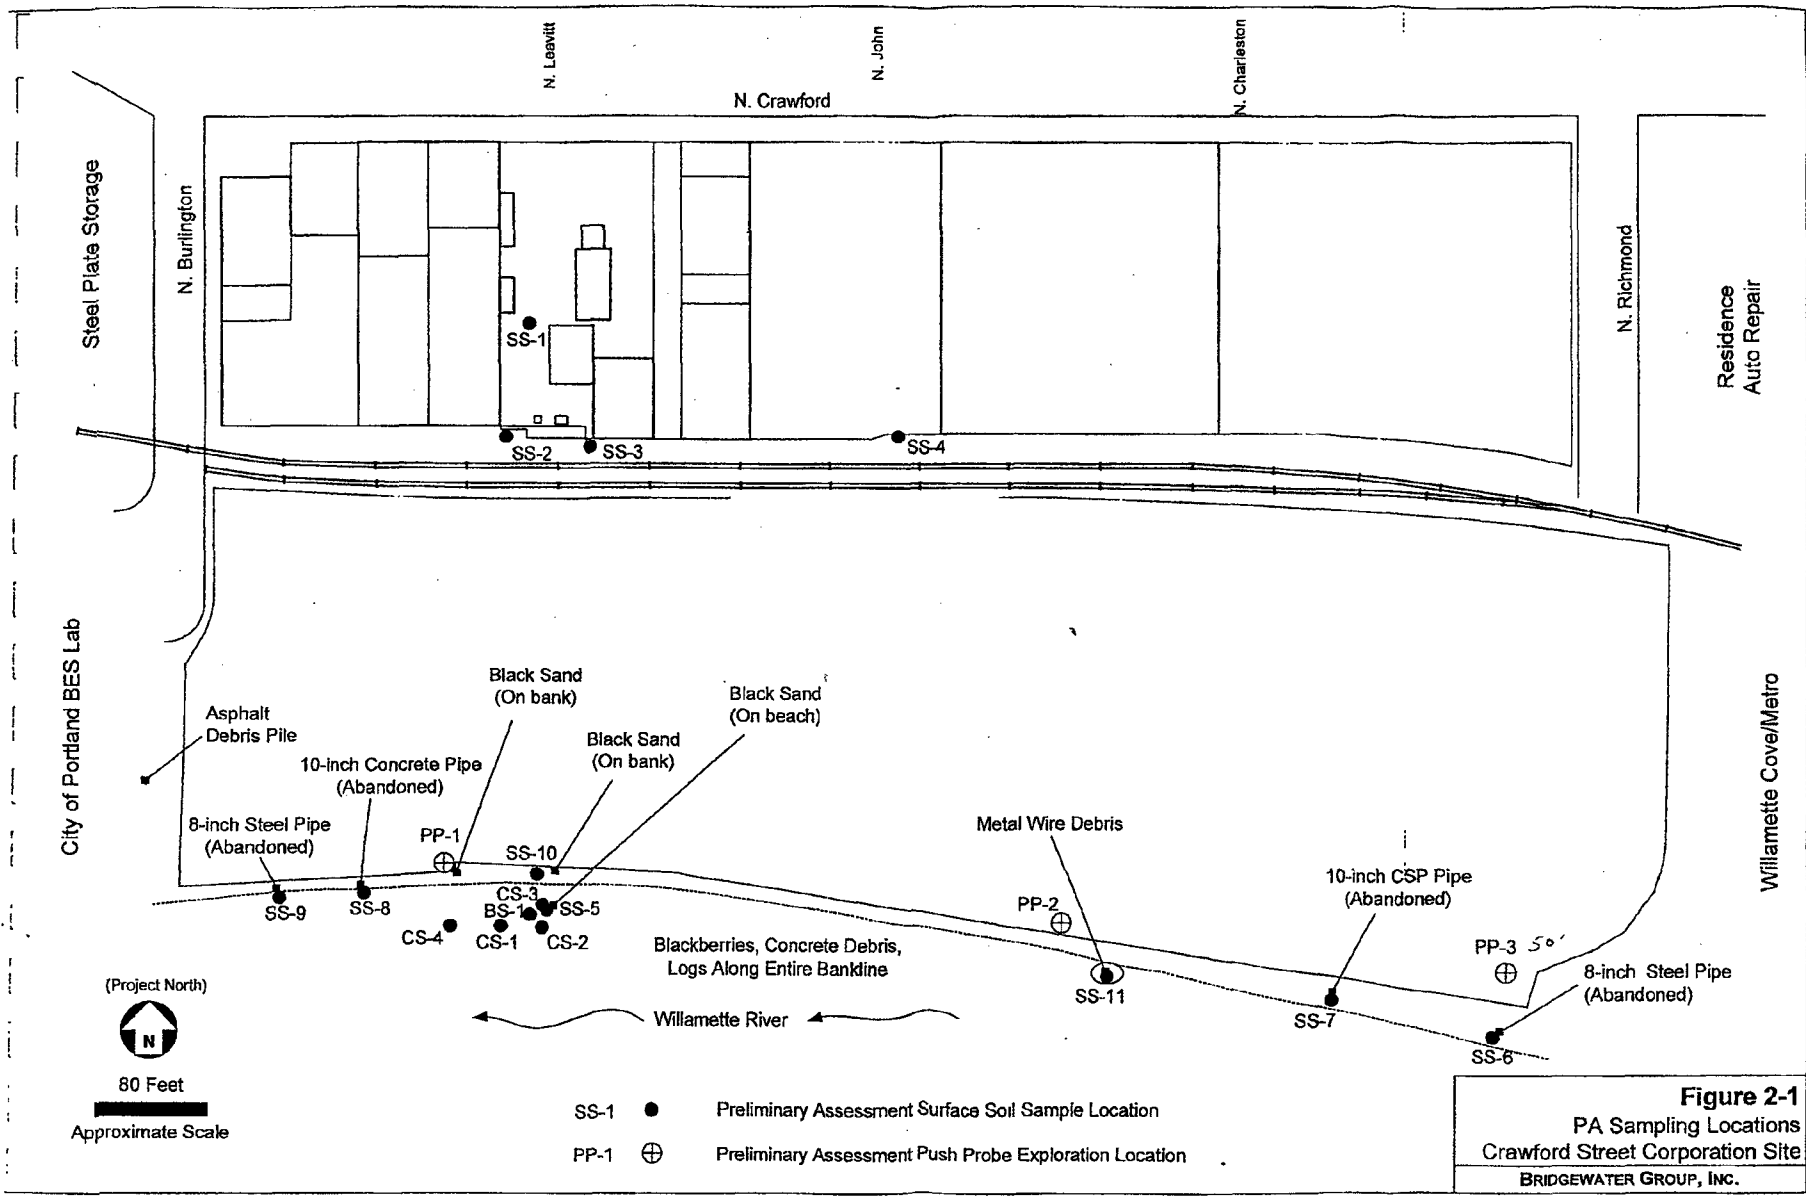 N. Leavitt
N. John
N. Charleston
N. Crawford
Steel Plate Storage
N. Burlington
N. Richmond
Residence
Auto Repair
SS-1
SS-2
SS-3
SS-4
City of Portland BES Lab
Willamette Cove/Metro
Black Sand
(On bank)
Black Sand
(On beach)
Asphalt
Debris Pile
Black Sand
(On bank)
10-inch Concrete Pipe
(Abandoned)
8-inch Steel Pipe
(Abandoned)
PP-1
SS-10
Metal Wire Debris
10-inch CSP Pipe
(Abandoned)
SS-9
SS-8
CS-3
BS-1
SS-5
CS-4
CS-1
CS-2
PP-2
PP-3 50'
Blackberries, Concrete Debris,
Logs Along Entire Bankline
8-inch Steel Pipe
(Abandoned)
SS-11
SS-7
SS-6
(Project North)
N
Willamette River
80 Feet
Approximate Scale
SS-1 Preliminary Assessment Surface Soil Sample Location
PP-1 Preliminary Assessment Push Probe Exploration Location
Figure 2-1
PA Sampling Locations
Crawford Street Corporation Site
BRIDGEWATER GROUP, INC.